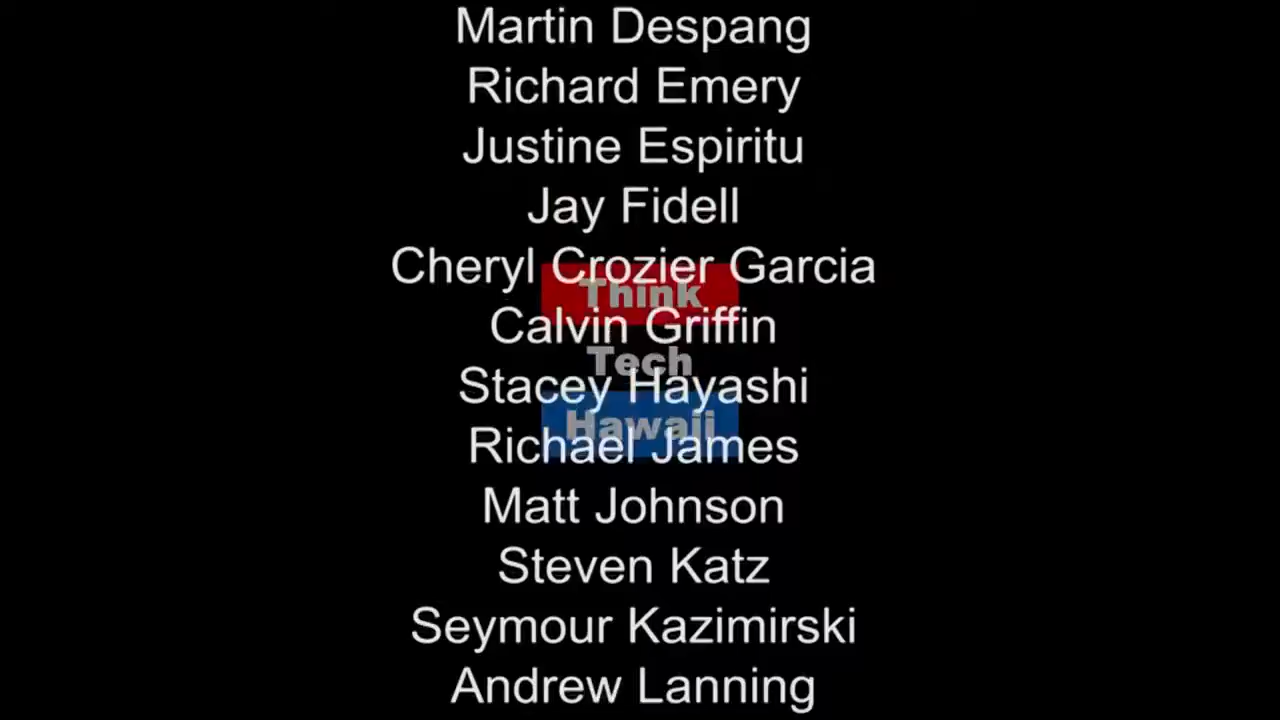 Martin Despang
Richard Emery
Justine Espiritu
Jay Fidell
Cheryl Crozier Garcia
Think
Calvin Griffin
Tech
Stacey Hayashi
Hawaii
Richael James
Matt Johnson
Steven Katz
Seymour Kazimirski
Andrew Lanning